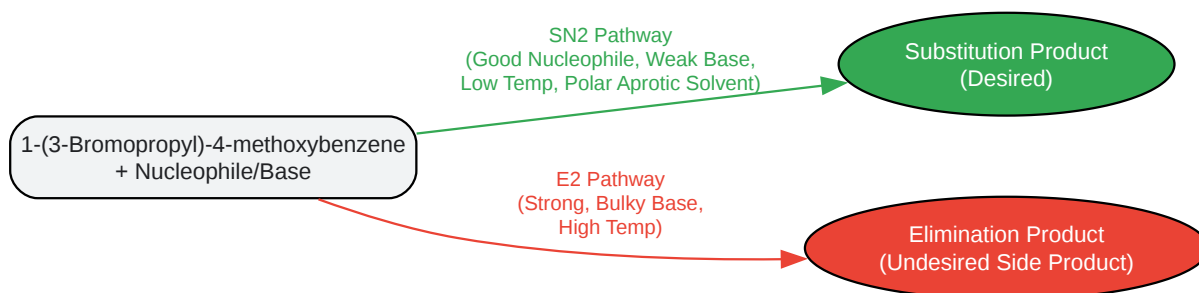 SN2 Pathway
(Good Nucleophile, Weak Base,
Low Temp, Polar Aprotic Solvent)
Substitution Product
(Desired)
1-(3-Bromopropyl)-4-methoxybenzene
+ Nucleophile/Base
E2 Pathway
(Strong, Bulky Base,
High Temp)
Elimination Product
(Undesired Side Product)